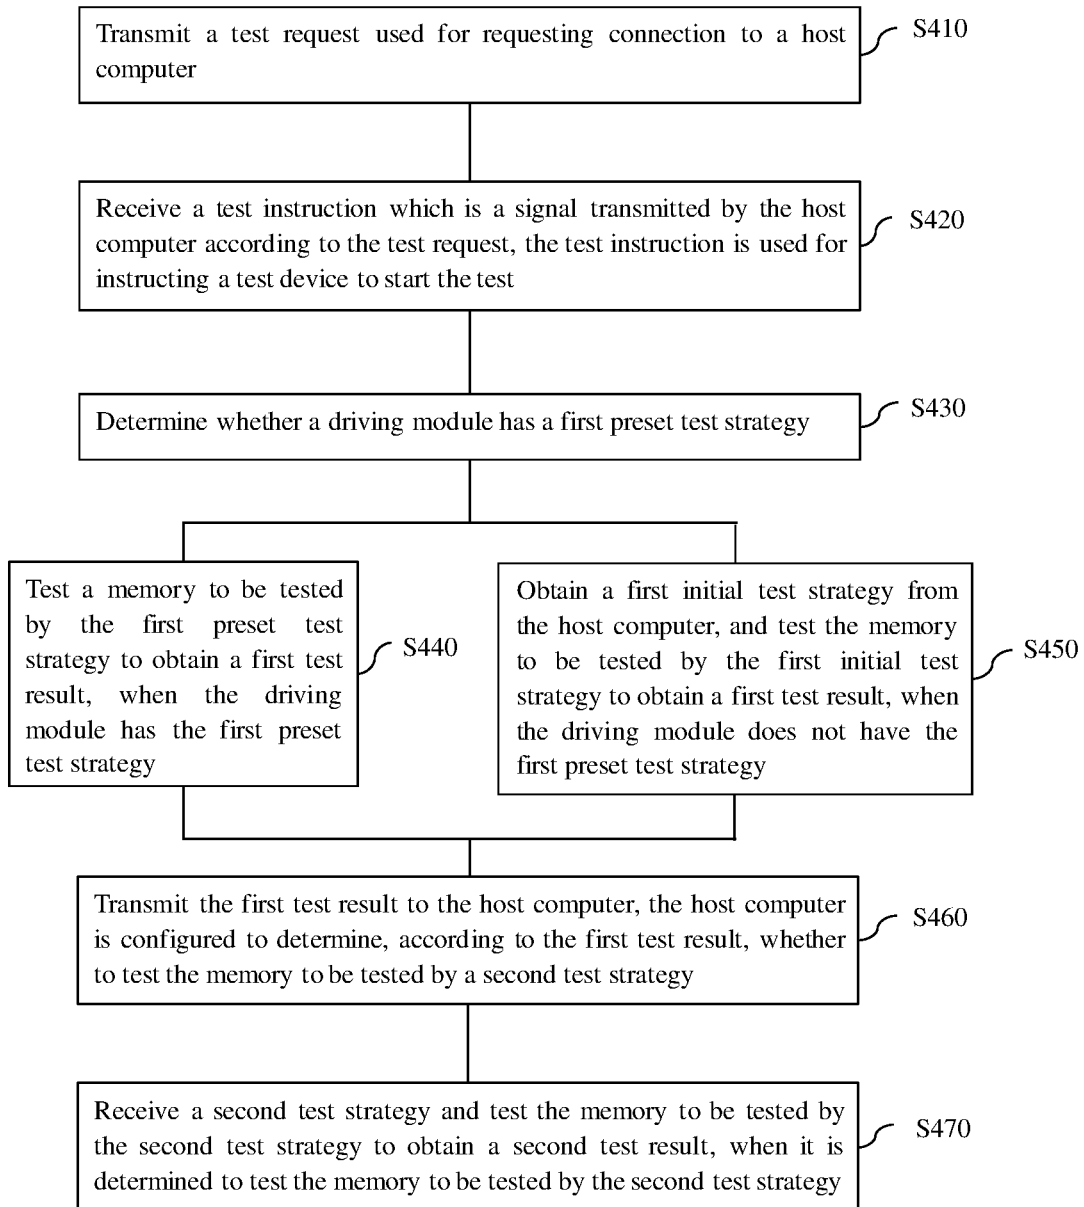 Transmit a test request used for requesting connection to a host
computer
S410
Receive a test instruction which is a signal transmitted by the host
computer according to the test request, the test instruction is used for
instructing a test device to start the test
S420
Determine whether a driving module has a first preset test strategy
S430
Test a memory to be tested
by the first preset test
strategy to obtain a first test
result, when the driving
module has the first preset
test strategy
S440
Obtain a first initial test strategy from
the host computer, and test the memory
to be tested by the first initial test
strategy to obtain a first test result, when
the driving module does not have the
first preset test strategy
S450
Transmit the first test result to the host computer, the host computer
is configured to determine, according to the first test result, whether
to test the memory to be tested by a second test strategy
S460
Receive a second test strategy and test the memory to be tested by
the second test strategy to obtain a second test result, when it is
determined to test the memory to be tested by the second test strategy
S470